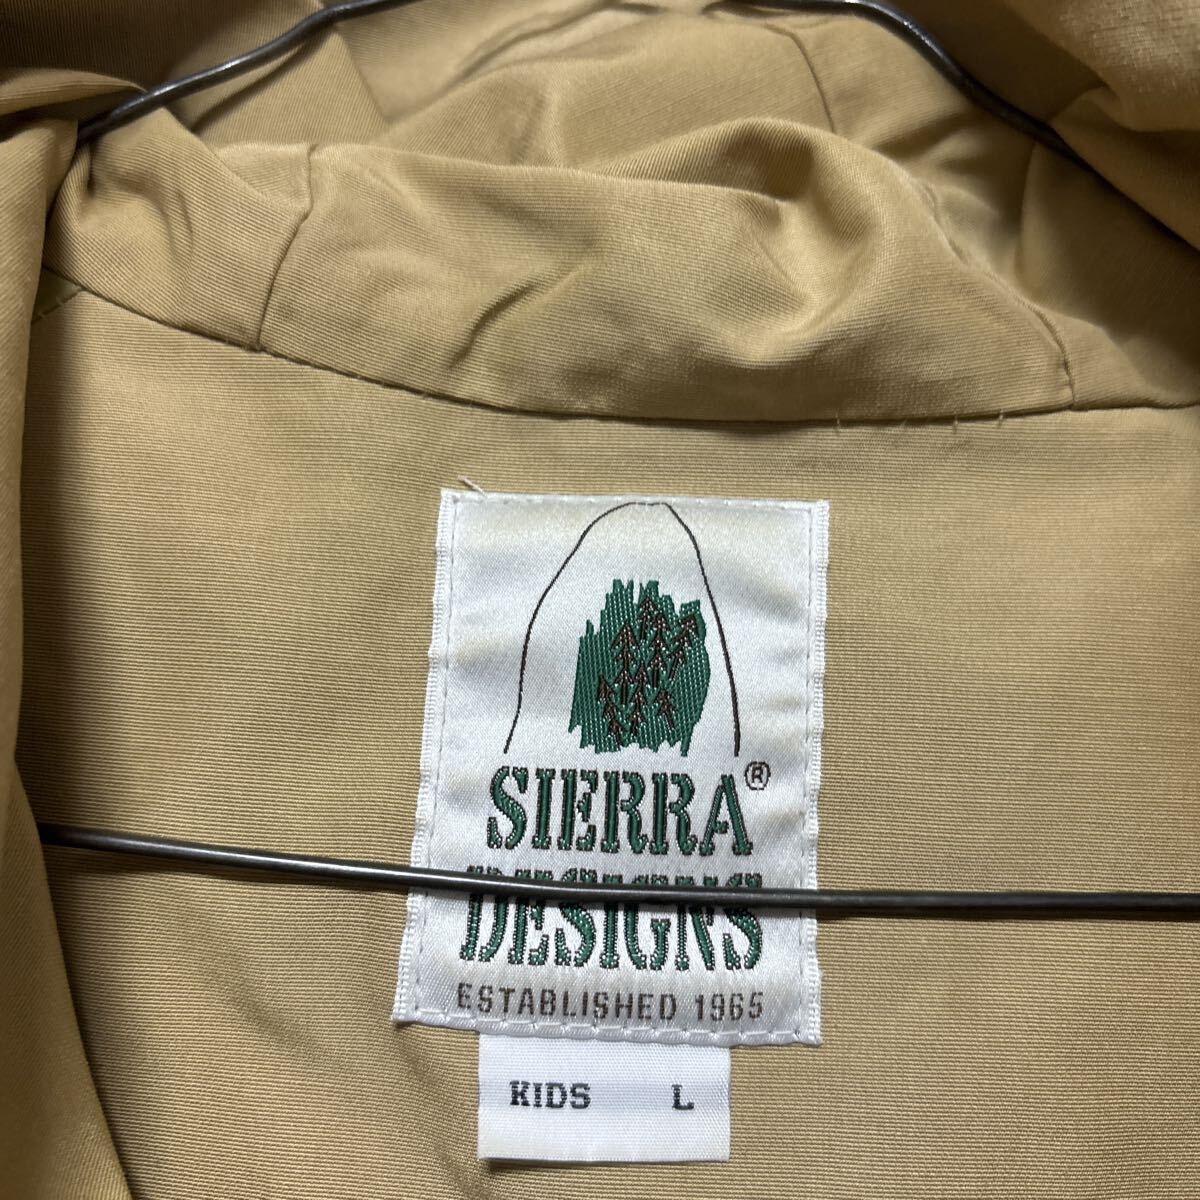 SIERRA®
DESIGNS
ESTABLISHED 1965
KIDS L